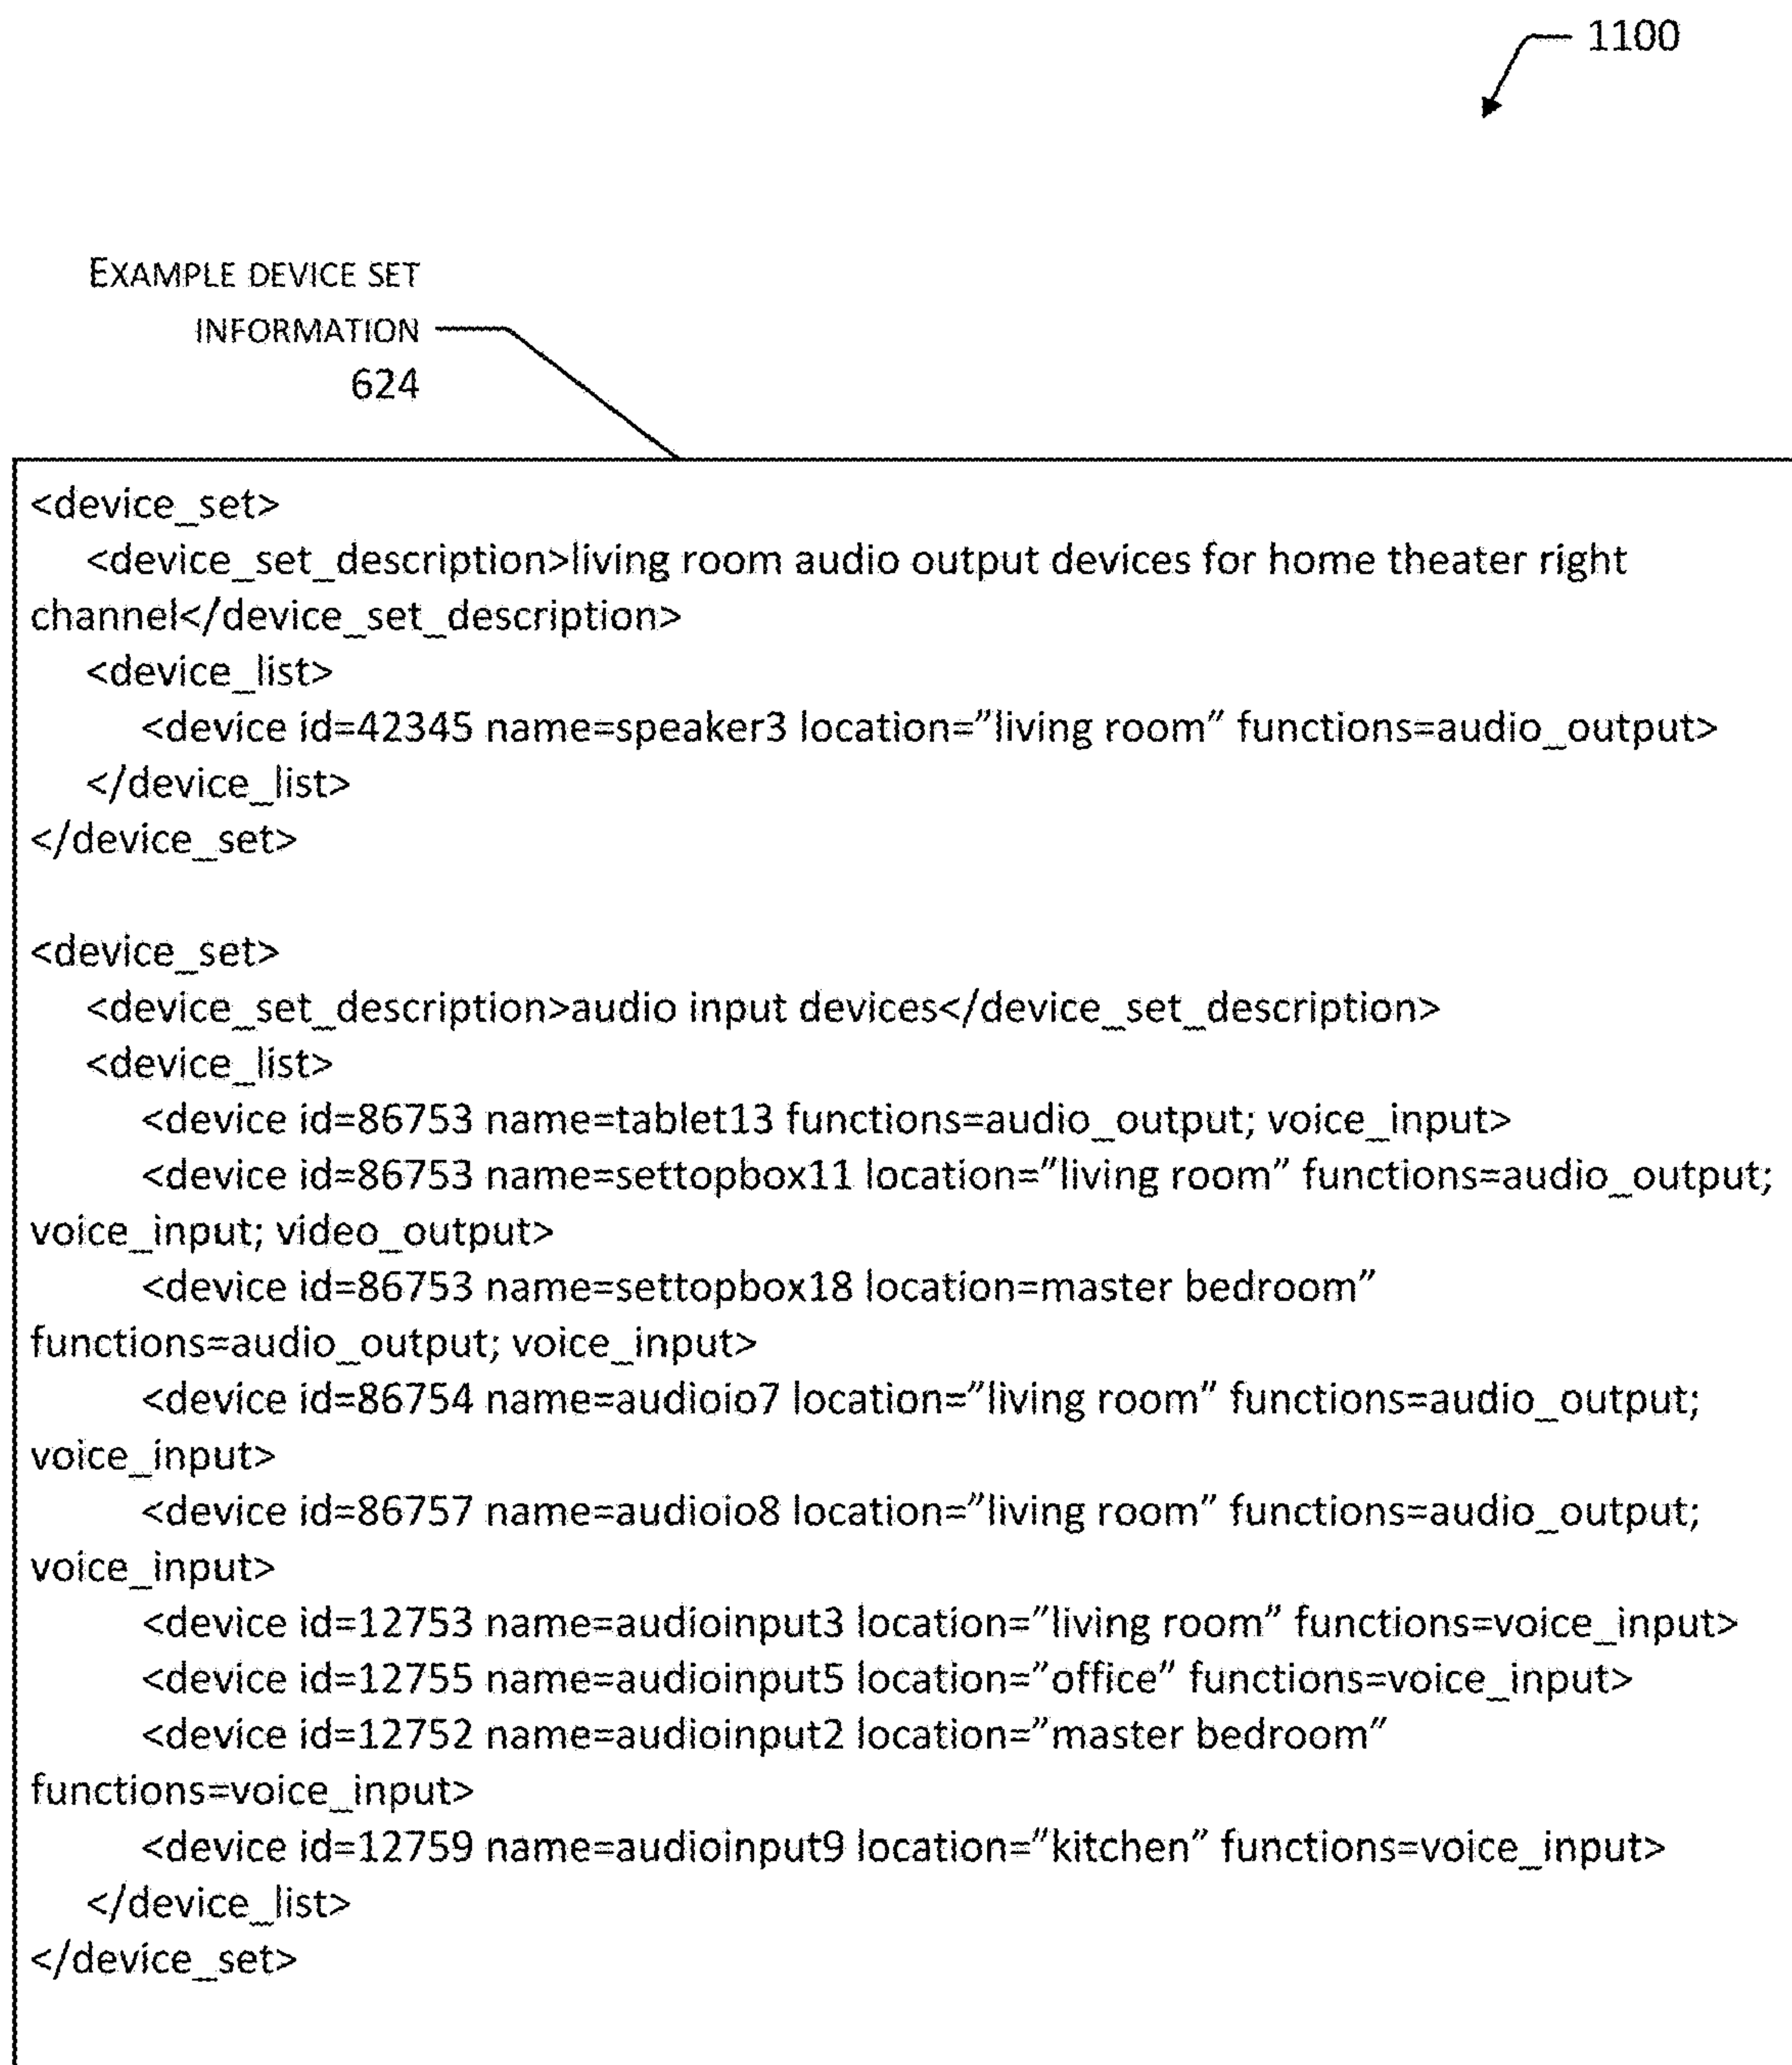 1100
EXAMPLE DEVICE SET
INFORMATION
624
<device_set>
<device_set_description>living room audio output devices for home theater right
channel</device_set_description>
<device_list>
<device id=42345 name=speaker3 location=”living room” functions=audio_output>
</device_list>
</device_set>
<device_set>
<device_set_description>audio input devices</device_set_description>
<device_list>
<device id=86753 name=tablet13 functions=audio_output; voice_input>
<device id=86753 name=settopbox11 location=”living room” functions=audio_output;
voice_input; video_output>
<device id=86753 name=settopbox18 location=master bedroom”
functions=audio_output; voice_input>
<device id=86754 name=audioio7 location=”living room” functions=audio_output;
voice_input>
<device id=86757 name=audioio8 location=”living room” functions=audio_output;
voice_input>
<device id=12753 name=audioinput3 location=”living room” functions=voice_input>
<device id=12755 name=audioinput5 location=”office” functions=voice_input>
<device id=12752 name=audioinput2 location=”master bedroom”
functions=voice_input>
<device id=12759 name=audioinput9 location=”kitchen” functions=voice_input>
</device_list>
</device_set>